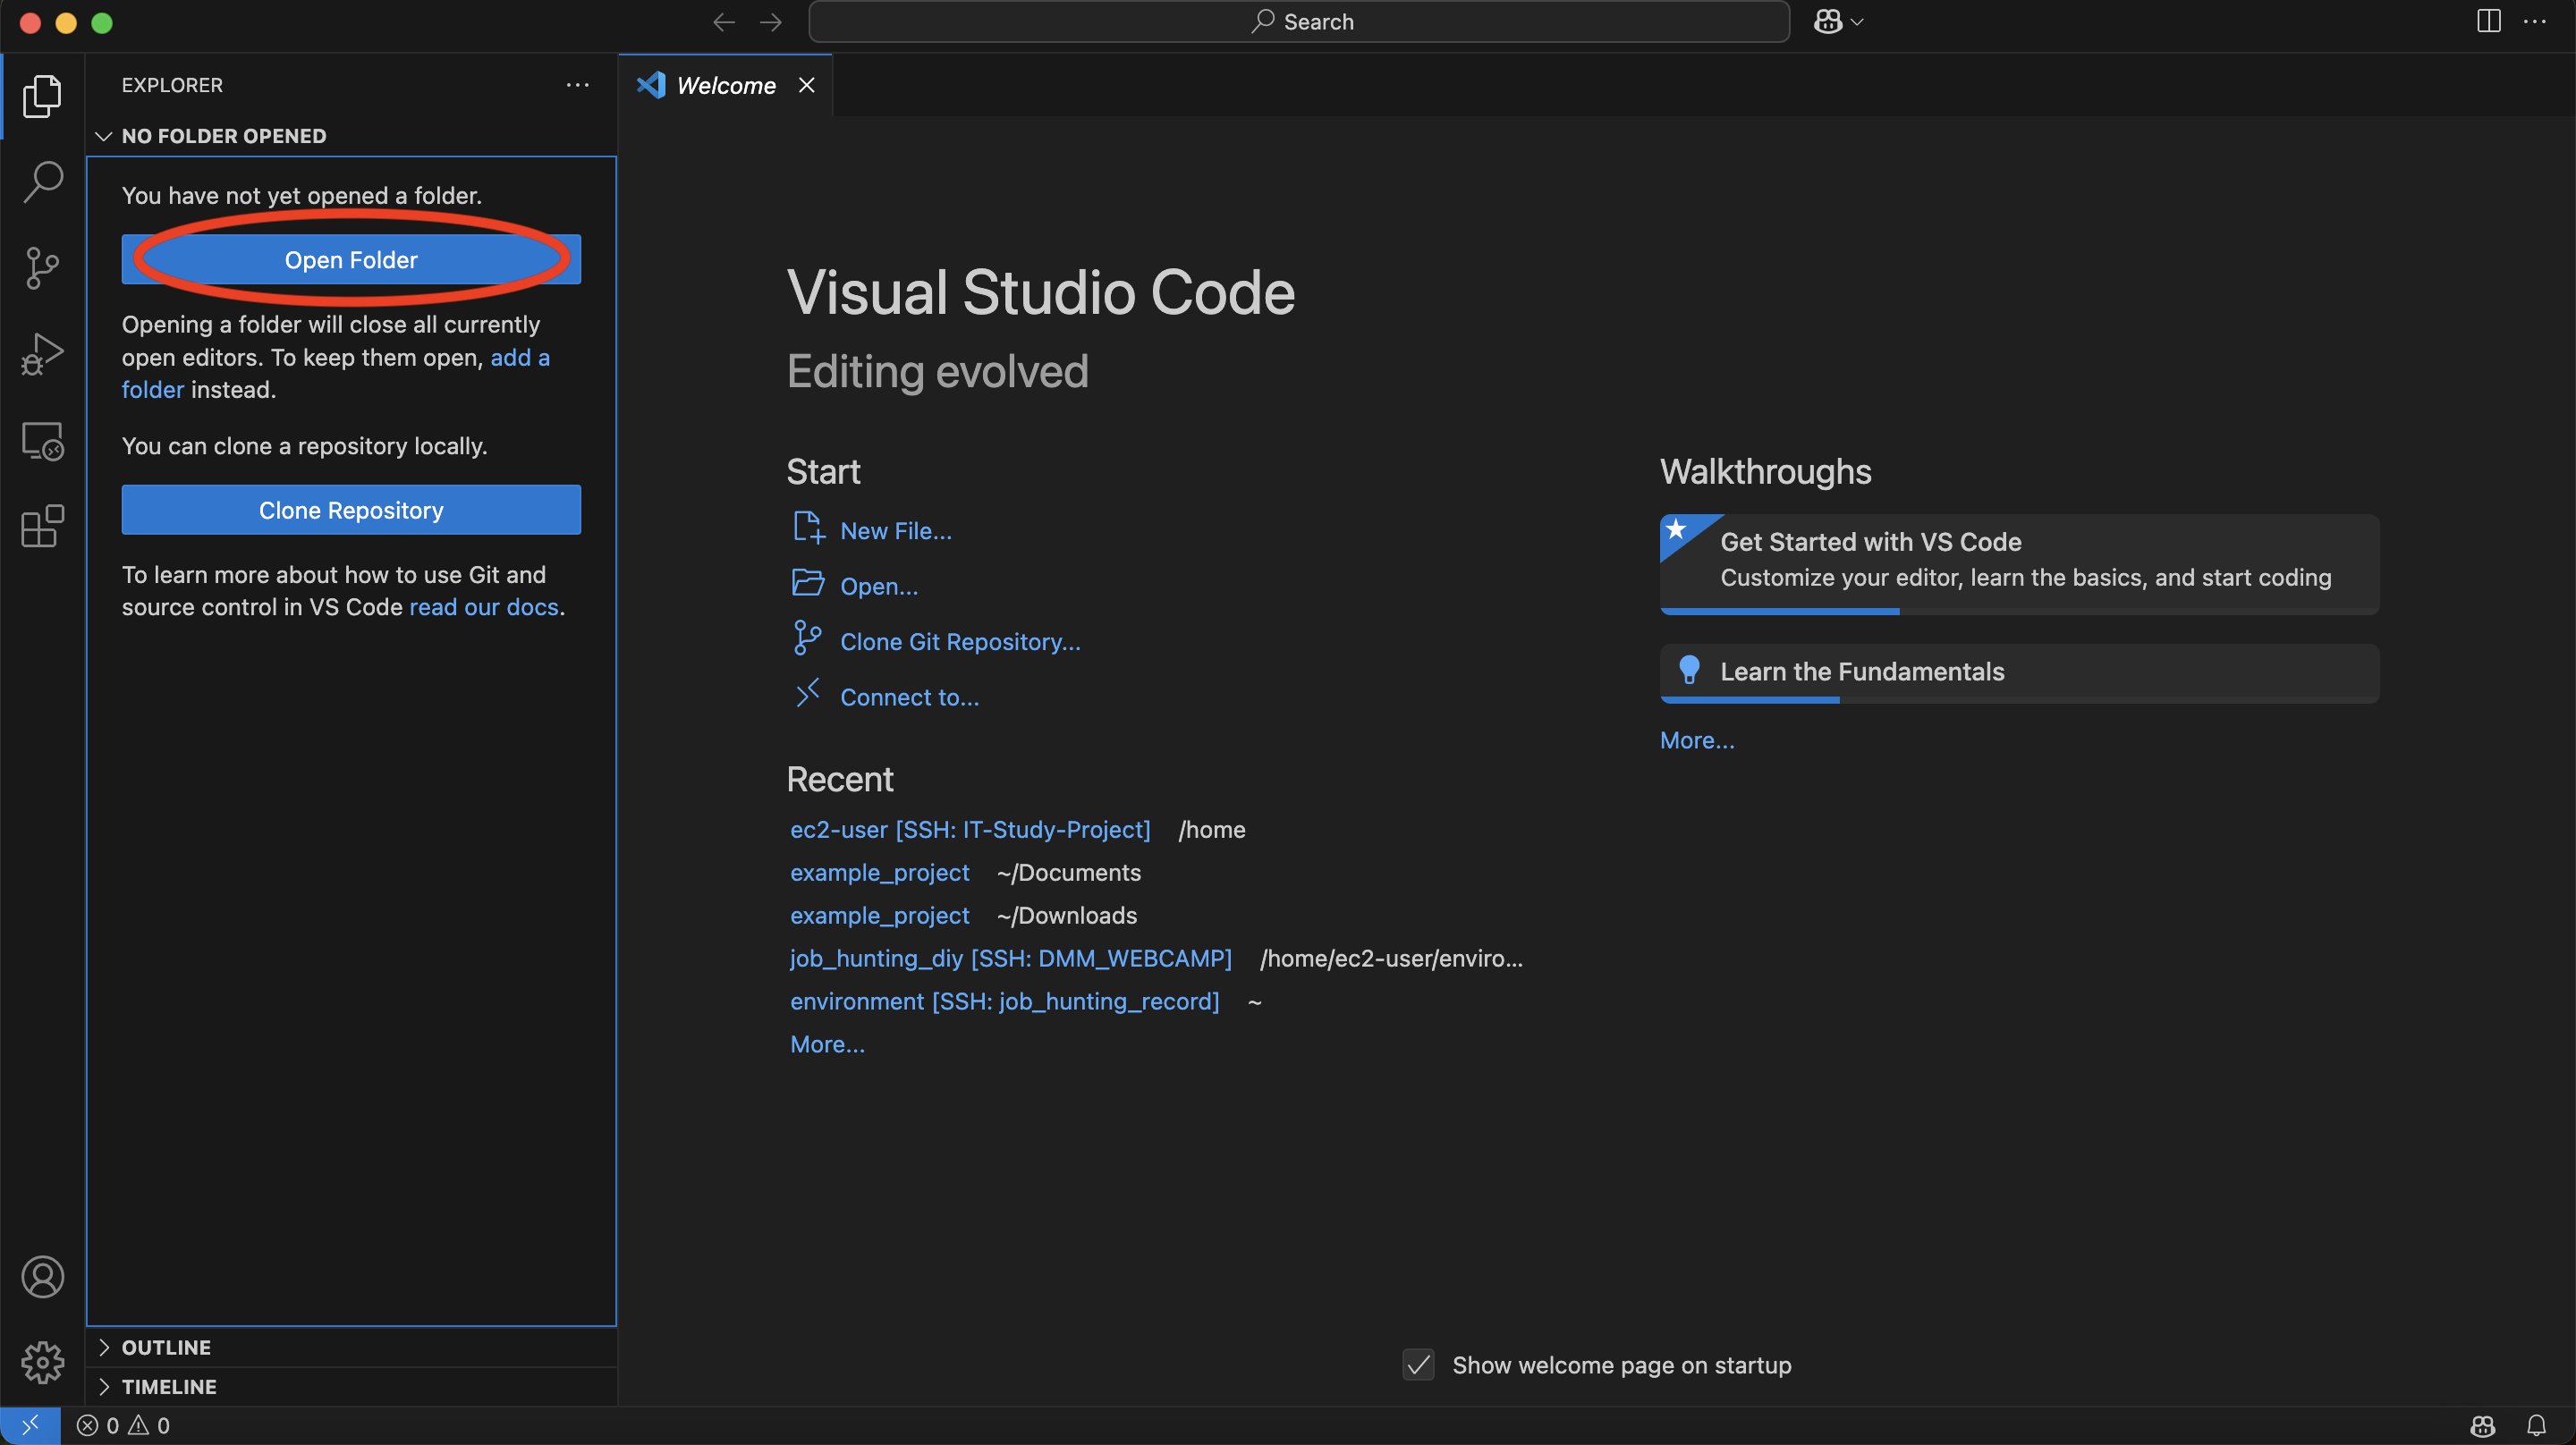 Search
EXPLORER
Welcome
NO FOLDER OPENED
You have not yet opened a folder.
Open Folder
Opening a folder will close all currently
open editors. To keep them open, add a
folder instead.
You can clone a repository locally.
Clone Repository
To learn more about how to use Git and
source control in VS Code read our docs.
OUTLINE
TIMELINE
Visual Studio Code
Editing evolved
Start
New File...
Open...
Clone Git Repository...
Connect to...
Recent
ec2-user [SSH: IT-Study-Project] /home
example_project ~/Documents
example_project ~/Downloads
job_hunting_diy [SSH: DMM_WEBCAMP] /home/ec2-user/enviro...
environment [SSH: job_hunting_record] ~
More...
Walkthroughs
Get Started with VS Code
Customize your editor, learn the basics, and start coding
Learn the Fundamentals
More...
Show welcome page on startup
0 0